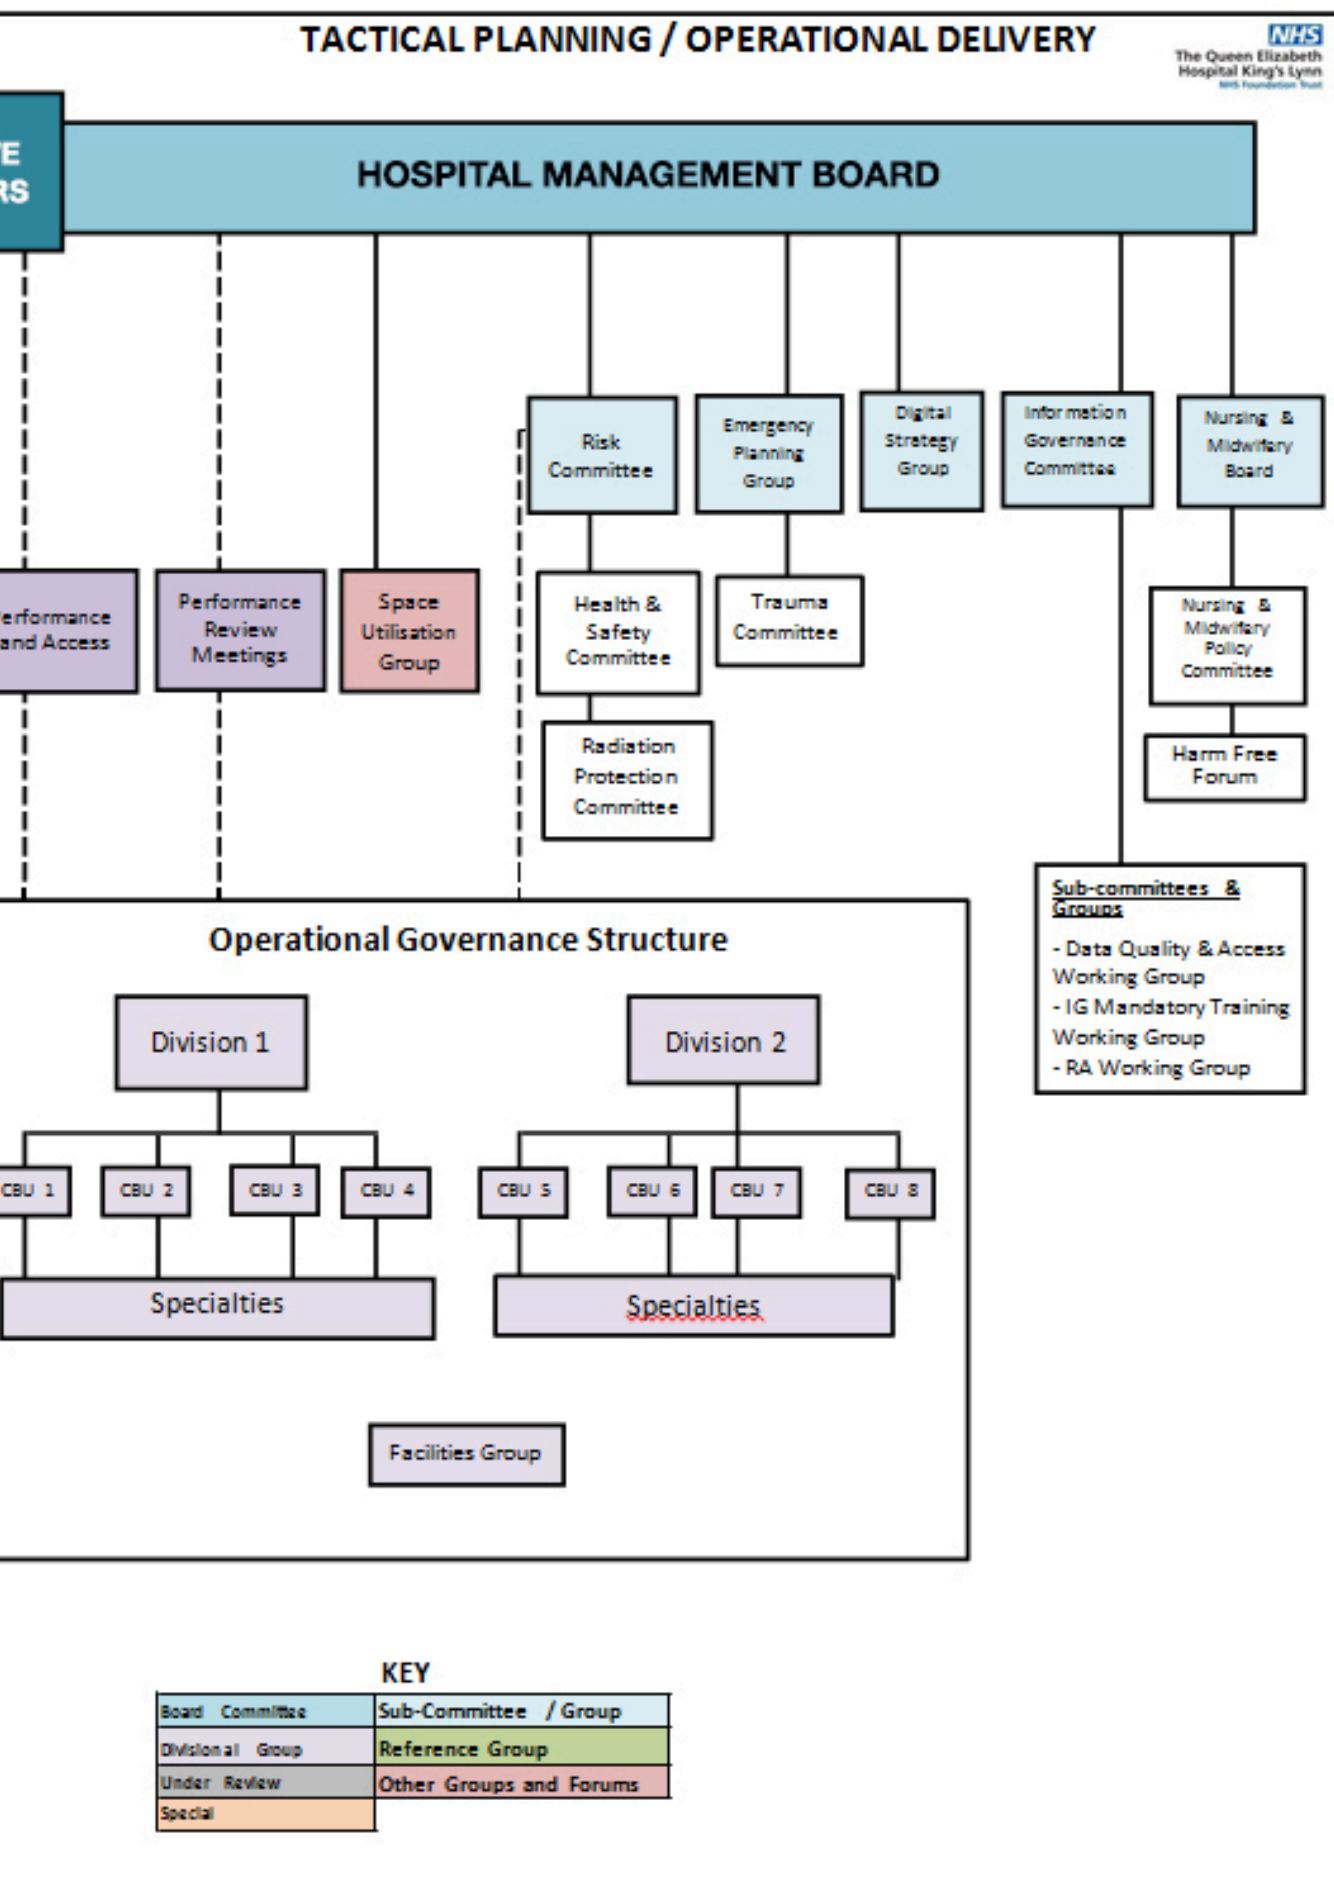 TACTICAL PLANNING / OPERATIONAL DELIVERY
NHS
The Queen Elizabeth
Hospital King's Lynn
NHS Foundation Trust
TE
RS
HOSPITAL MANAGEMENT BOARD
Risk
Committee
Emergency
Planning
Group
Digital
Strategy
Group
Information
Governance
Committee
Nursing & 
Midwifery
Board
erformance
and Access
Performance
Review
Meetings
Space
Utilisation
Group
Health &
Safety
Committee
Trauma
Committee
Nursing &
Midwifery
Policy
Committee
Radiation
Protection
Committee
Harm Free
Forum
Sub-committees &
Groups
- Data Quality & Access
Working Group
- IG Mandatory Training
Working Group
- RA Working Group
Operational Governance Structure
Division 1
Division 2
CBU 1
CBU 2
CBU 3
CBU 4
CBU 5
CBU 6
CBU 7
CBU 8
Specialties
Specialties
Facilities Group
KEY
Board Committee
Sub-Committee / Group
Divisional Group
Reference Group
Under Review
Other Groups and Forums
Special